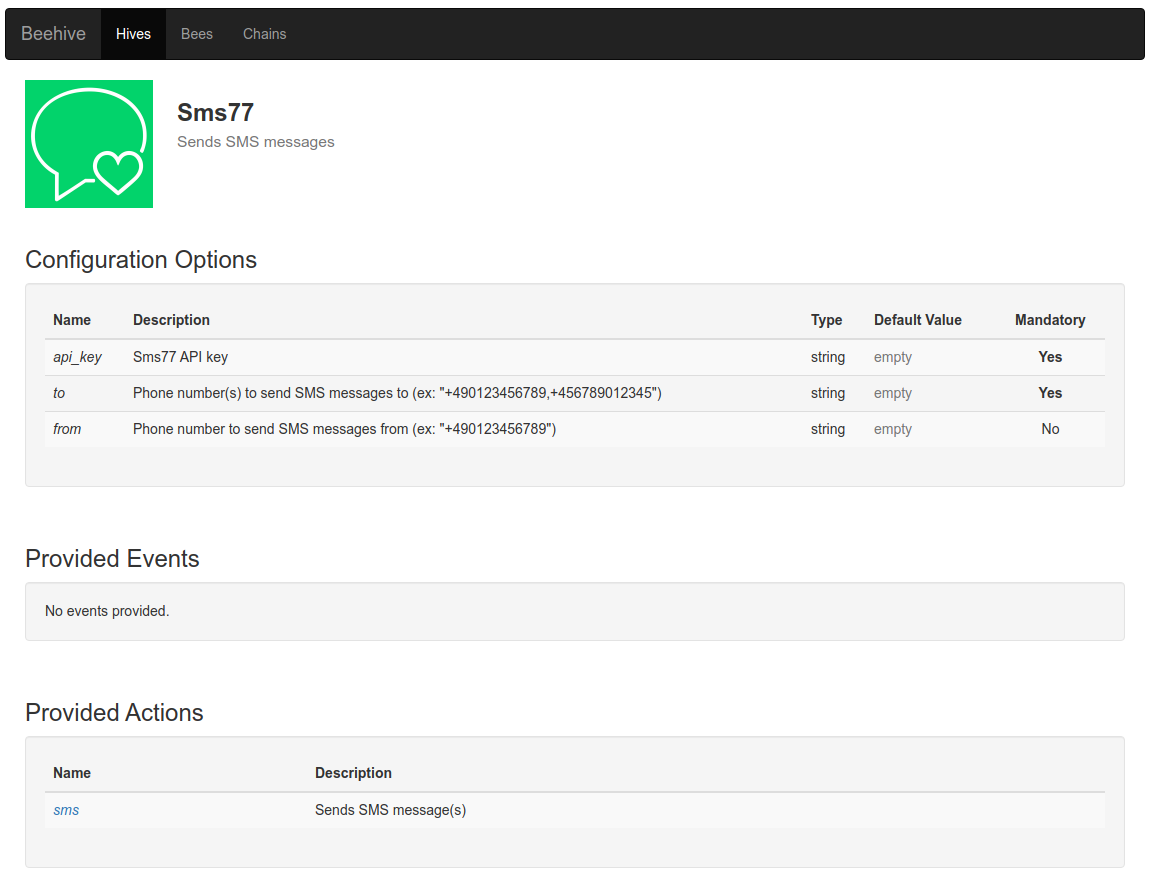 Beehive Hives Bees Chains
Sms77
Sends SMS messages
Configuration Options
Name Description Type Default Value Mandatory
api_key Sms77 API key string empty Yes
to Phone number(s) to send SMS messages to (ex: "+490123456789,+456789012345") string empty Yes
from Phone number to send SMS messages from (ex: "+490123456789") string empty No
Provided Events
No events provided.
Provided Actions
Name Description
sms Sends SMS message(s)